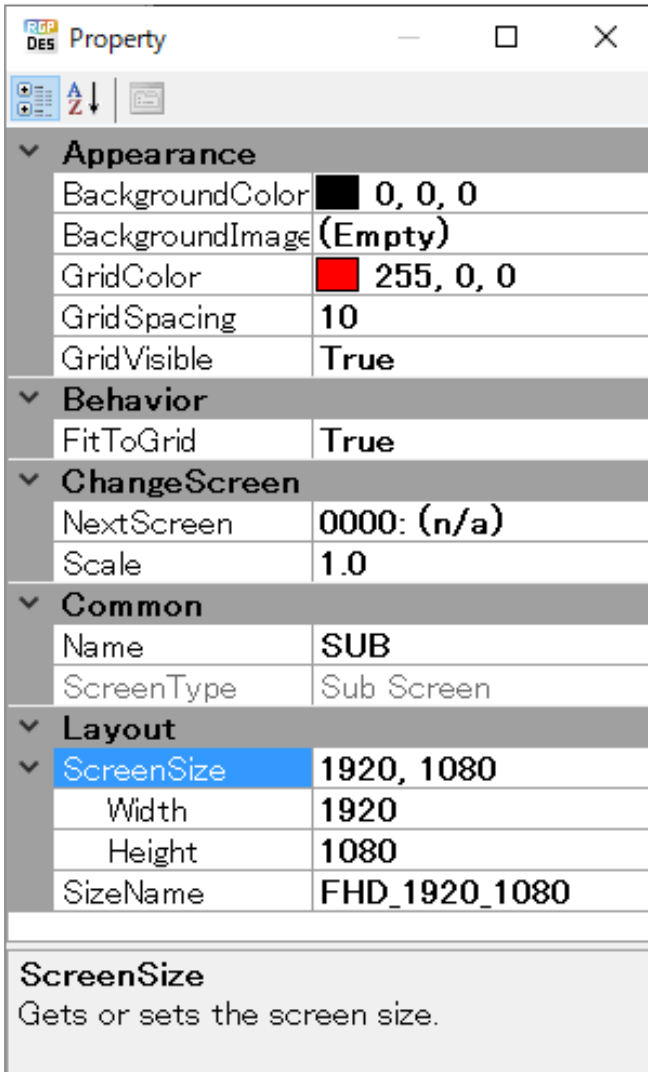 RGP
DES Property
A
Z
Appearance
BackgroundColor 0, 0, 0
BackgroundImage (Empty)
GridColor 255, 0, 0
GridSpacing 10
GridVisible True
Behavior
FitToGrid True
ChangeScreen
NextScreen 0000: (n/a)
Scale 1.0
Common
Name SUB
ScreenType Sub Screen
Layout
ScreenSize 1920, 1080
Width 1920
Height 1080
SizeName FHD_1920_1080
ScreenSize
Gets or sets the screen size.